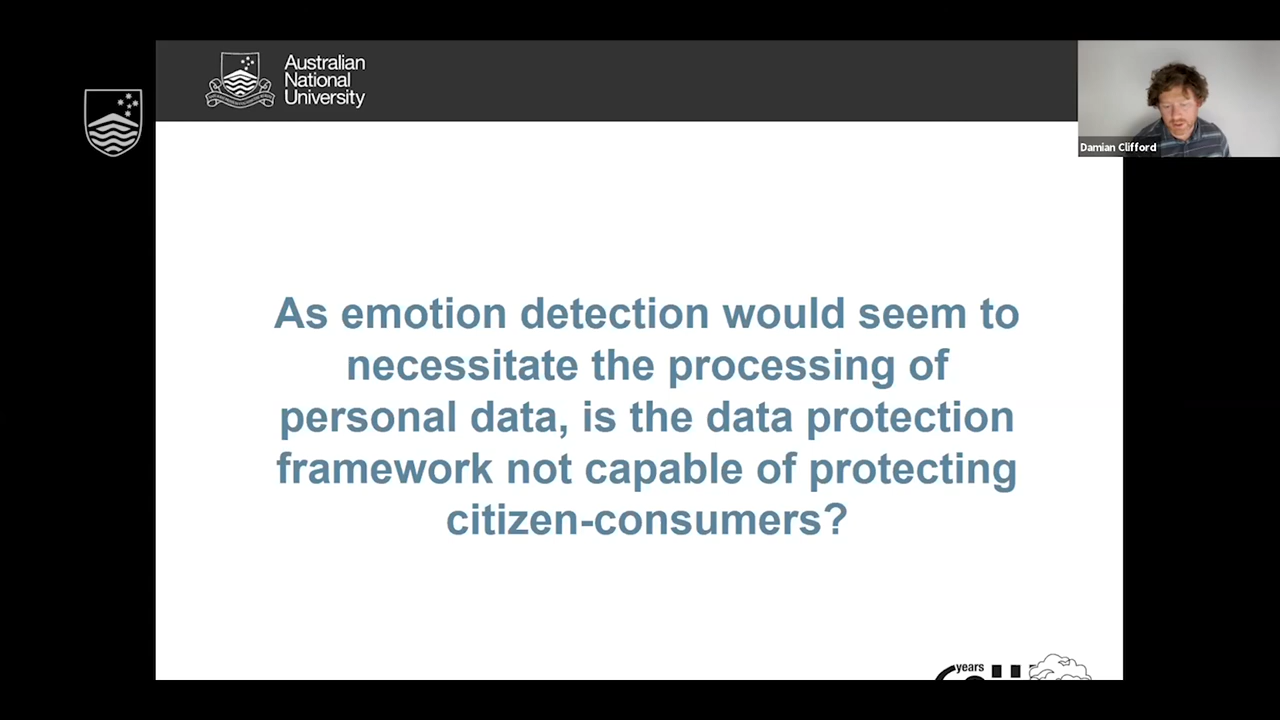 Australian
National
University
Damian Clifford
As emotion detection would seem to
necessitate the processing of
personal data, is the data protection
framework not capable of protecting
citizen-consumers?
years